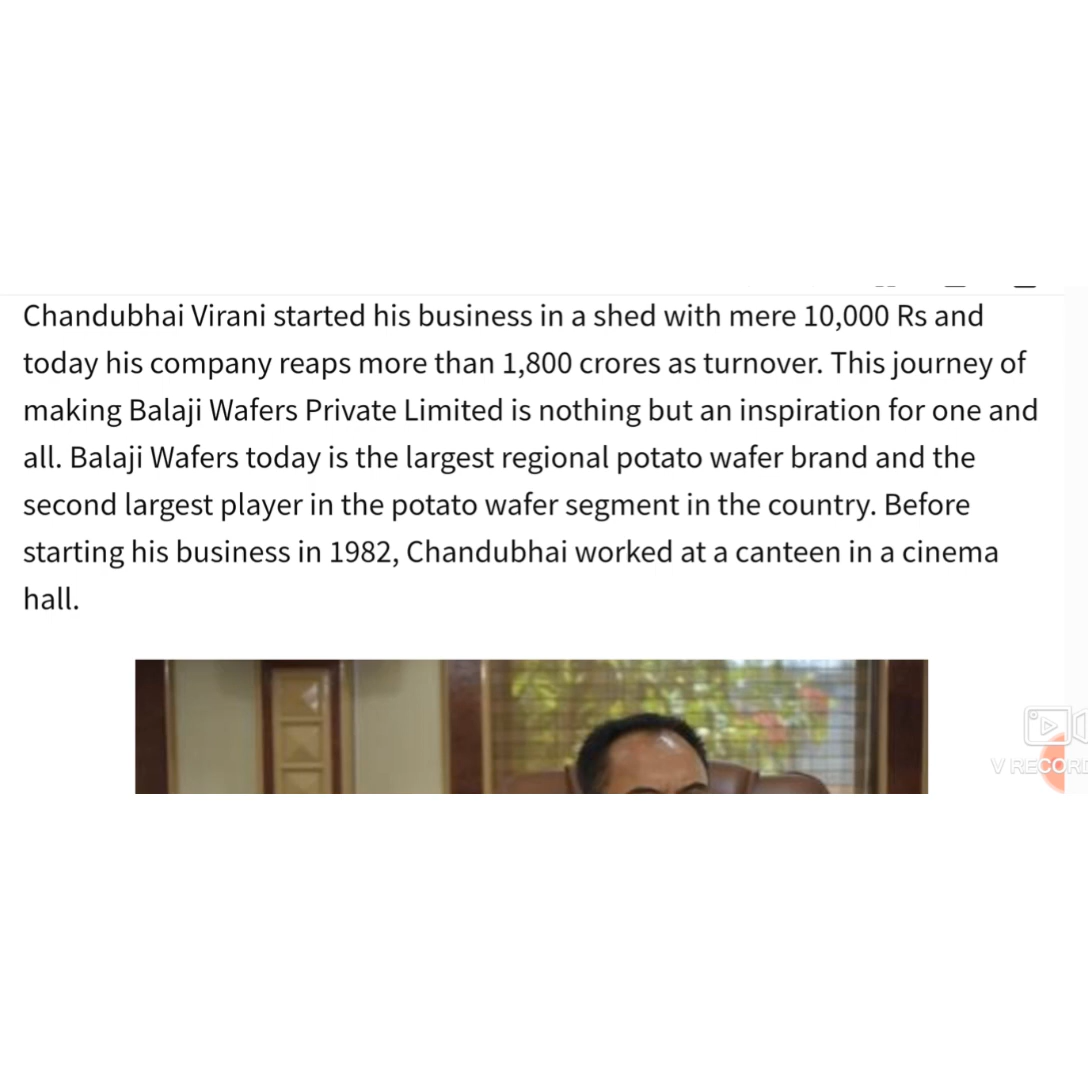 Chandubhai Virani started his business in a shed with mere 10,000 Rs and
today his company reaps more than 1,800 crores as turnover. This journey of
making Balaji Wafers Private Limited is nothing but an inspiration for one and
all. Balaji Wafers today is the largest regional potato wafer brand and the
second largest player in the potato wafer segment in the country. Before
starting his business in 1982, Chandubhai worked at a canteen in a cinema
hall.
V RECORD